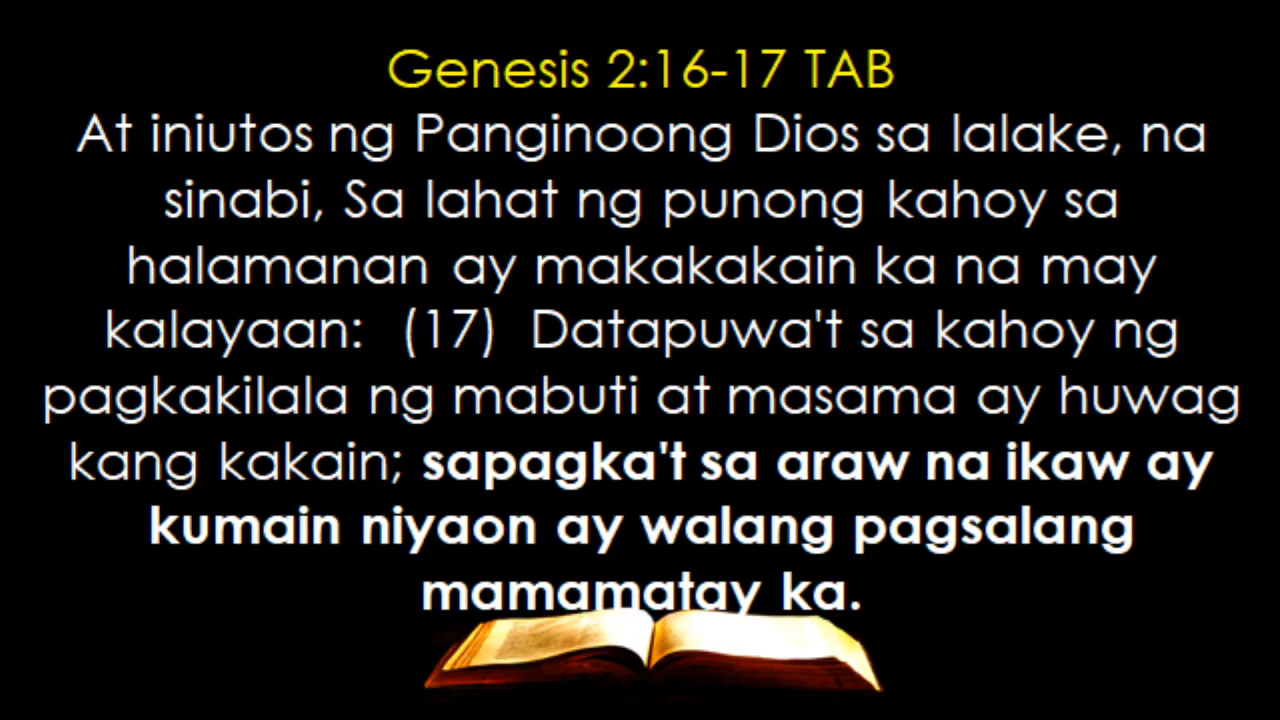 Genesis 2:16-17 TAB
At iniutos ng Panginoong Dios sa lalake, na
sinabi, Sa lahat ng punong kahoy sa
halamanan ay makakakain ka na may
kalayaan: (17) Datapuwa't sa kahoy ng
pagkakilala ng mabuti at masama ay huwag
kang kakain; sapagka't sa araw na ikaw ay
kumain niyaon ay walang pagsalang
mamamatay ka.